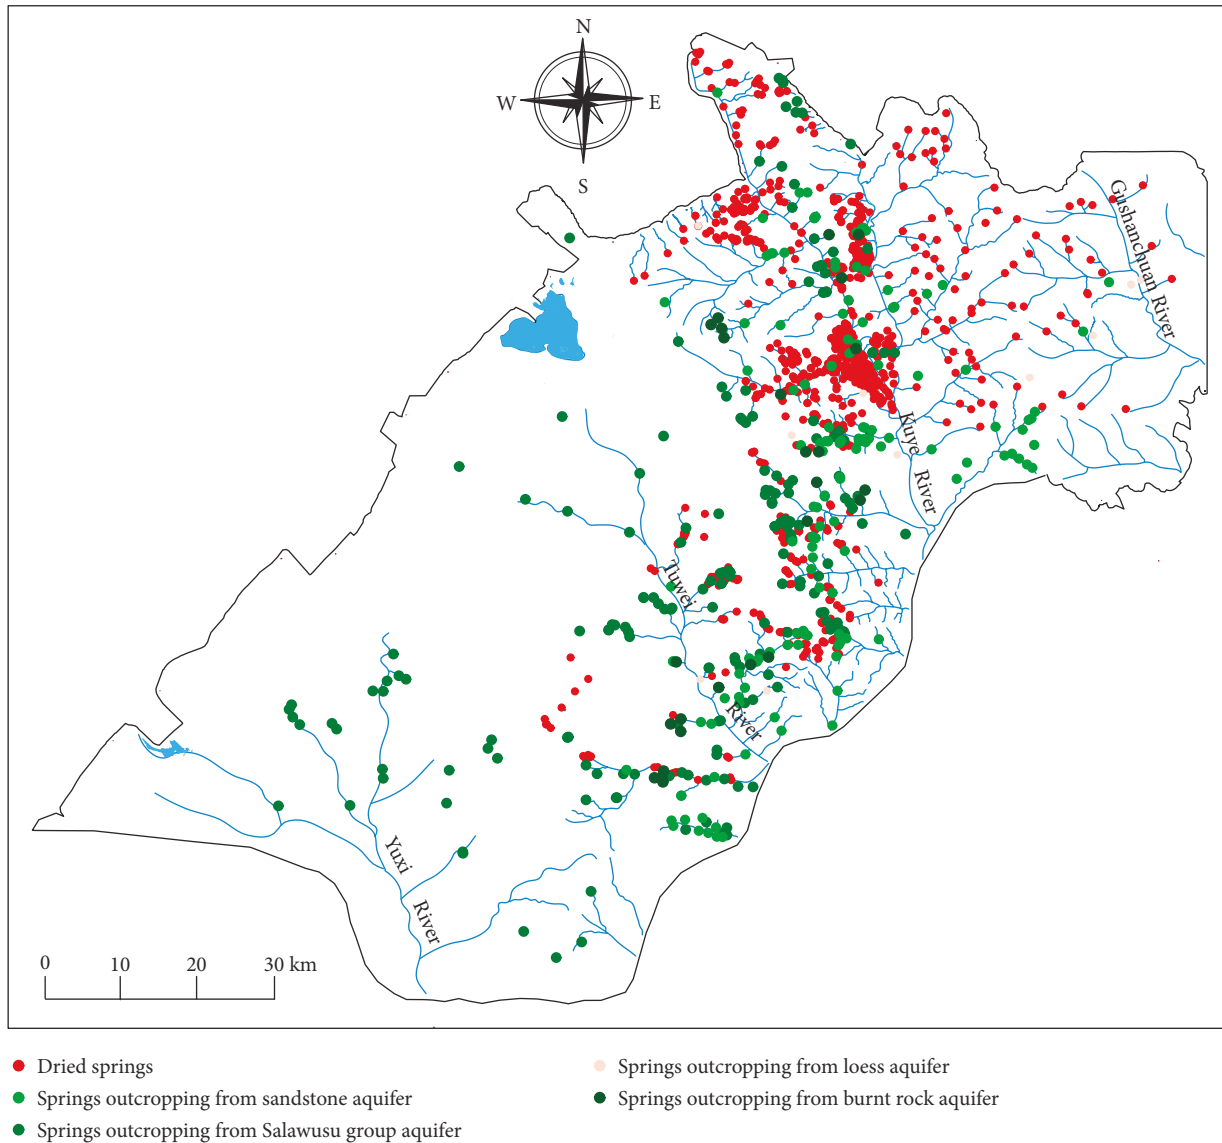 N
W E
S
Gushanchuan River
Kuye River
Tuwei River
Yuxi River
0 10 20 30 km
Dried springs
Springs outcropping from sandstone aquifer
Springs outcropping from Salawusu group aquifer
Springs outcropping from loess aquifer
Springs outcropping from burnt rock aquifer